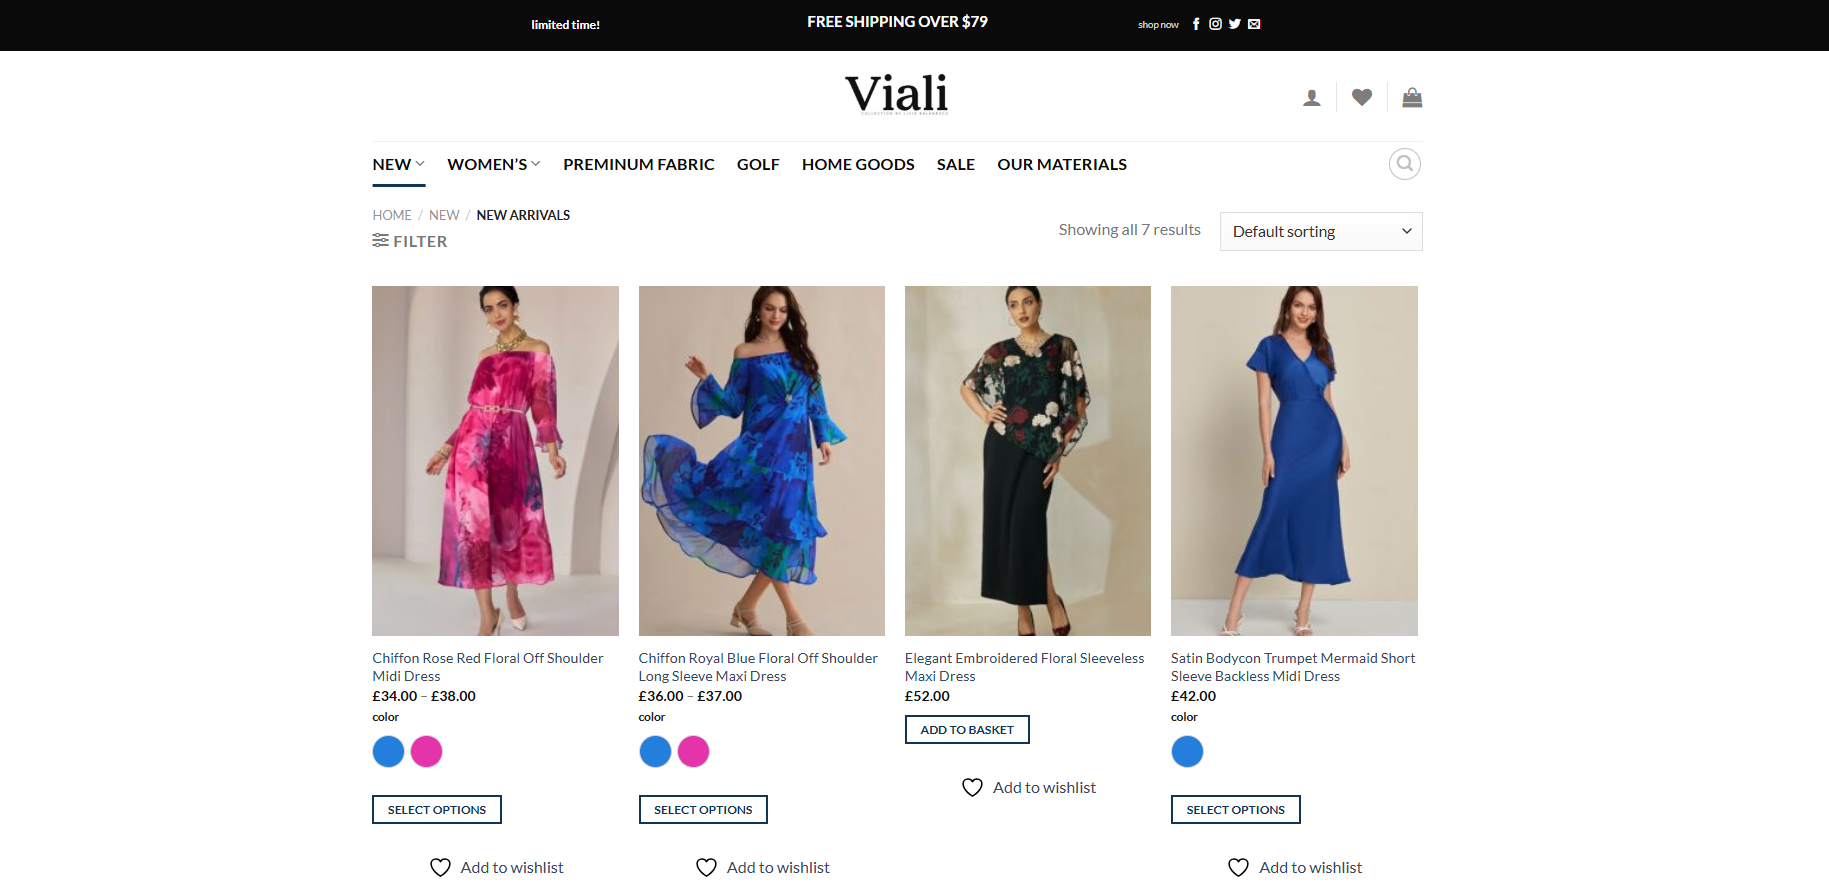 limited time!
FREE SHIPPING OVER $79
shop now
Viali
NEW
WOMEN'S
PREMINUM FABRIC
GOLF
HOME GOODS
SALE
OUR MATERIALS
HOME / NEW / NEW ARRIVALS
FILTER
Showing all 7 results
Default sorting
Chiffon Rose Red Floral Off Shoulder
Midi Dress
£34.00 – £38.00
color
SELECT OPTIONS
Add to wishlist
Chiffon Royal Blue Floral Off Shoulder
Long Sleeve Maxi Dress
£36.00 – £37.00
color
SELECT OPTIONS
Add to wishlist
Elegant Embroidered Floral Sleeveless
Maxi Dress
£52.00
ADD TO BASKET
Add to wishlist
Satin Bodycon Trumpet Mermaid Short
Sleeve Backless Midi Dress
£42.00
color
SELECT OPTIONS
Add to wishlist